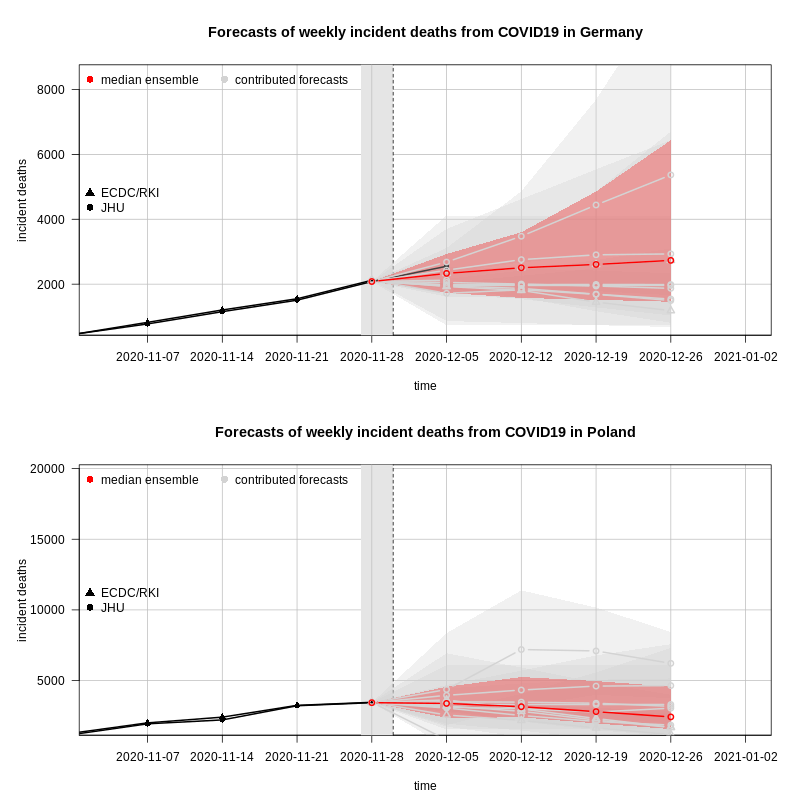 Forecasts of weekly incident deaths from COVID19 in Germany
median ensemble contributed forecasts
8000
6000
4000
2000
incident deaths
ECDC/RKI
JHU
2020-11-07 2020-11-14 2020-11-21 2020-11-28 2020-12-05 2020-12-12 2020-12-19 2020-12-26 2021-01-02
time
Forecasts of weekly incident deaths from COVID19 in Poland
median ensemble contributed forecasts
20000
15000
10000
5000
incident deaths
ECDC/RKI
JHU
2020-11-07 2020-11-14 2020-11-21 2020-11-28 2020-12-05 2020-12-12 2020-12-19 2020-12-26 2021-01-02
time